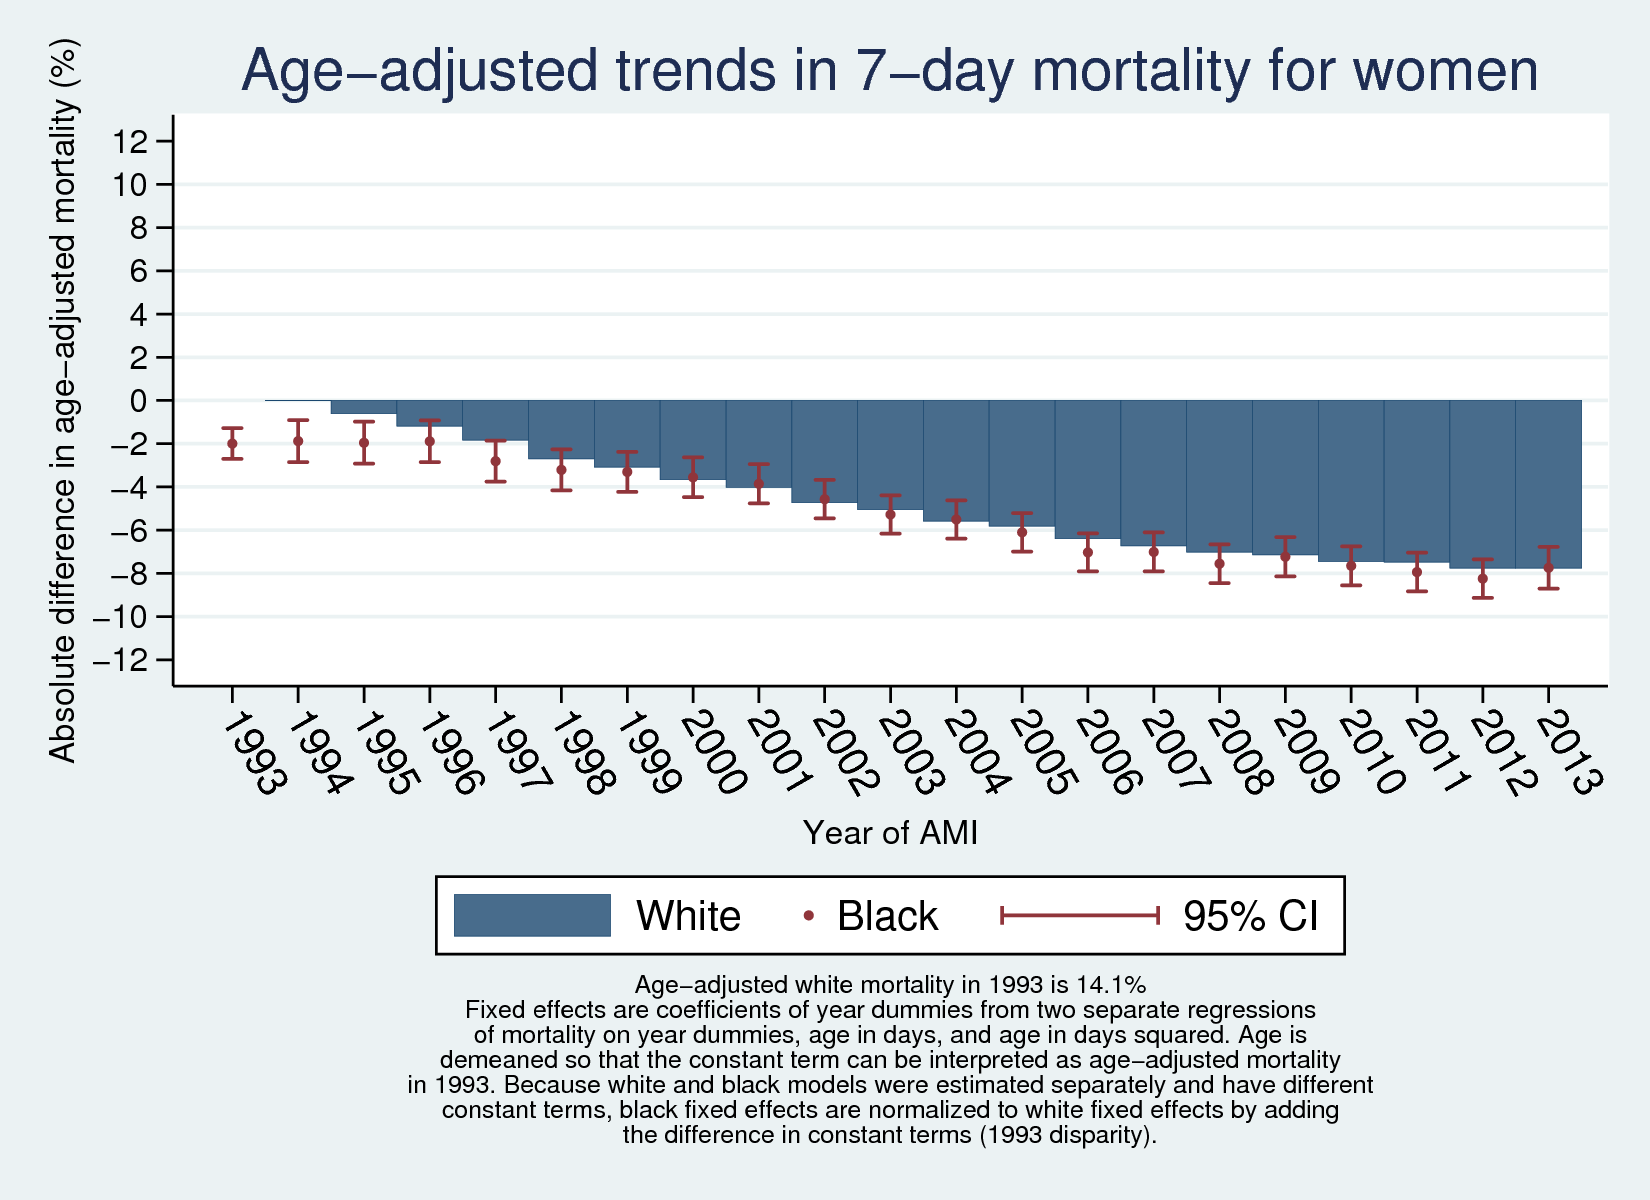 Age−adjusted trends in 7−day mortality for women
Absolute difference in age−adjusted mortality (%)
12
10
8
6
4
2
0
−2
−4
−6
−8
−10
−12
1993 1994 1995 1996 1997 1998 1999 2000 2001 2002 2003 2004 2005 2006 2007 2008 2009 2010 2011 2012 2013
Year of AMI
White Black 95% CI
Age−adjusted white mortality in 1993 is 14.1%
Fixed effects are coefficients of year dummies from two separate regressions
of mortality on year dummies, age in days, and age in days squared. Age is
demeaned so that the constant term can be interpreted as age−adjusted mortality
in 1993. Because white and black models were estimated separately and have different
constant terms, black fixed effects are normalized to white fixed effects by adding
the difference in constant terms (1993 disparity).